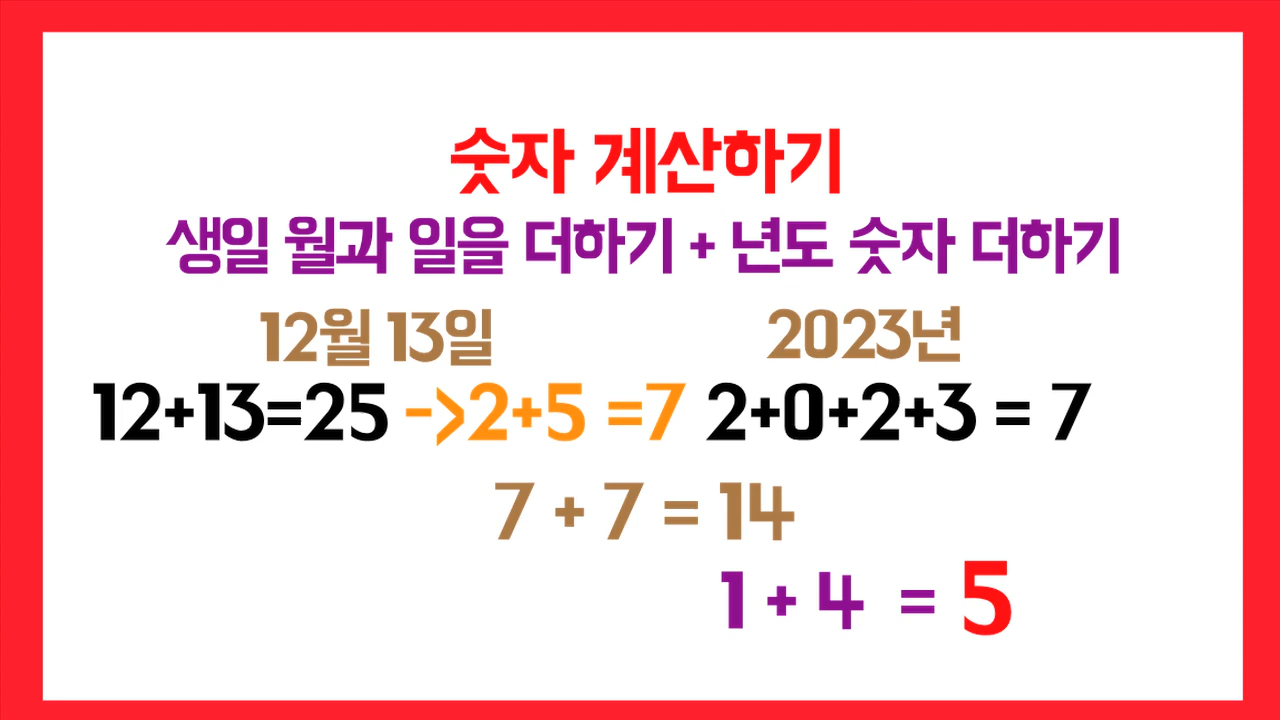 숫자 계산하기
생일 월과 일을 더하기 + 년도 숫자 더하기
12월 13일 2023년
12+13=25 ->2+5 =7 2+0+2+3 = 7
7 + 7 = 14
1 + 4 = 5